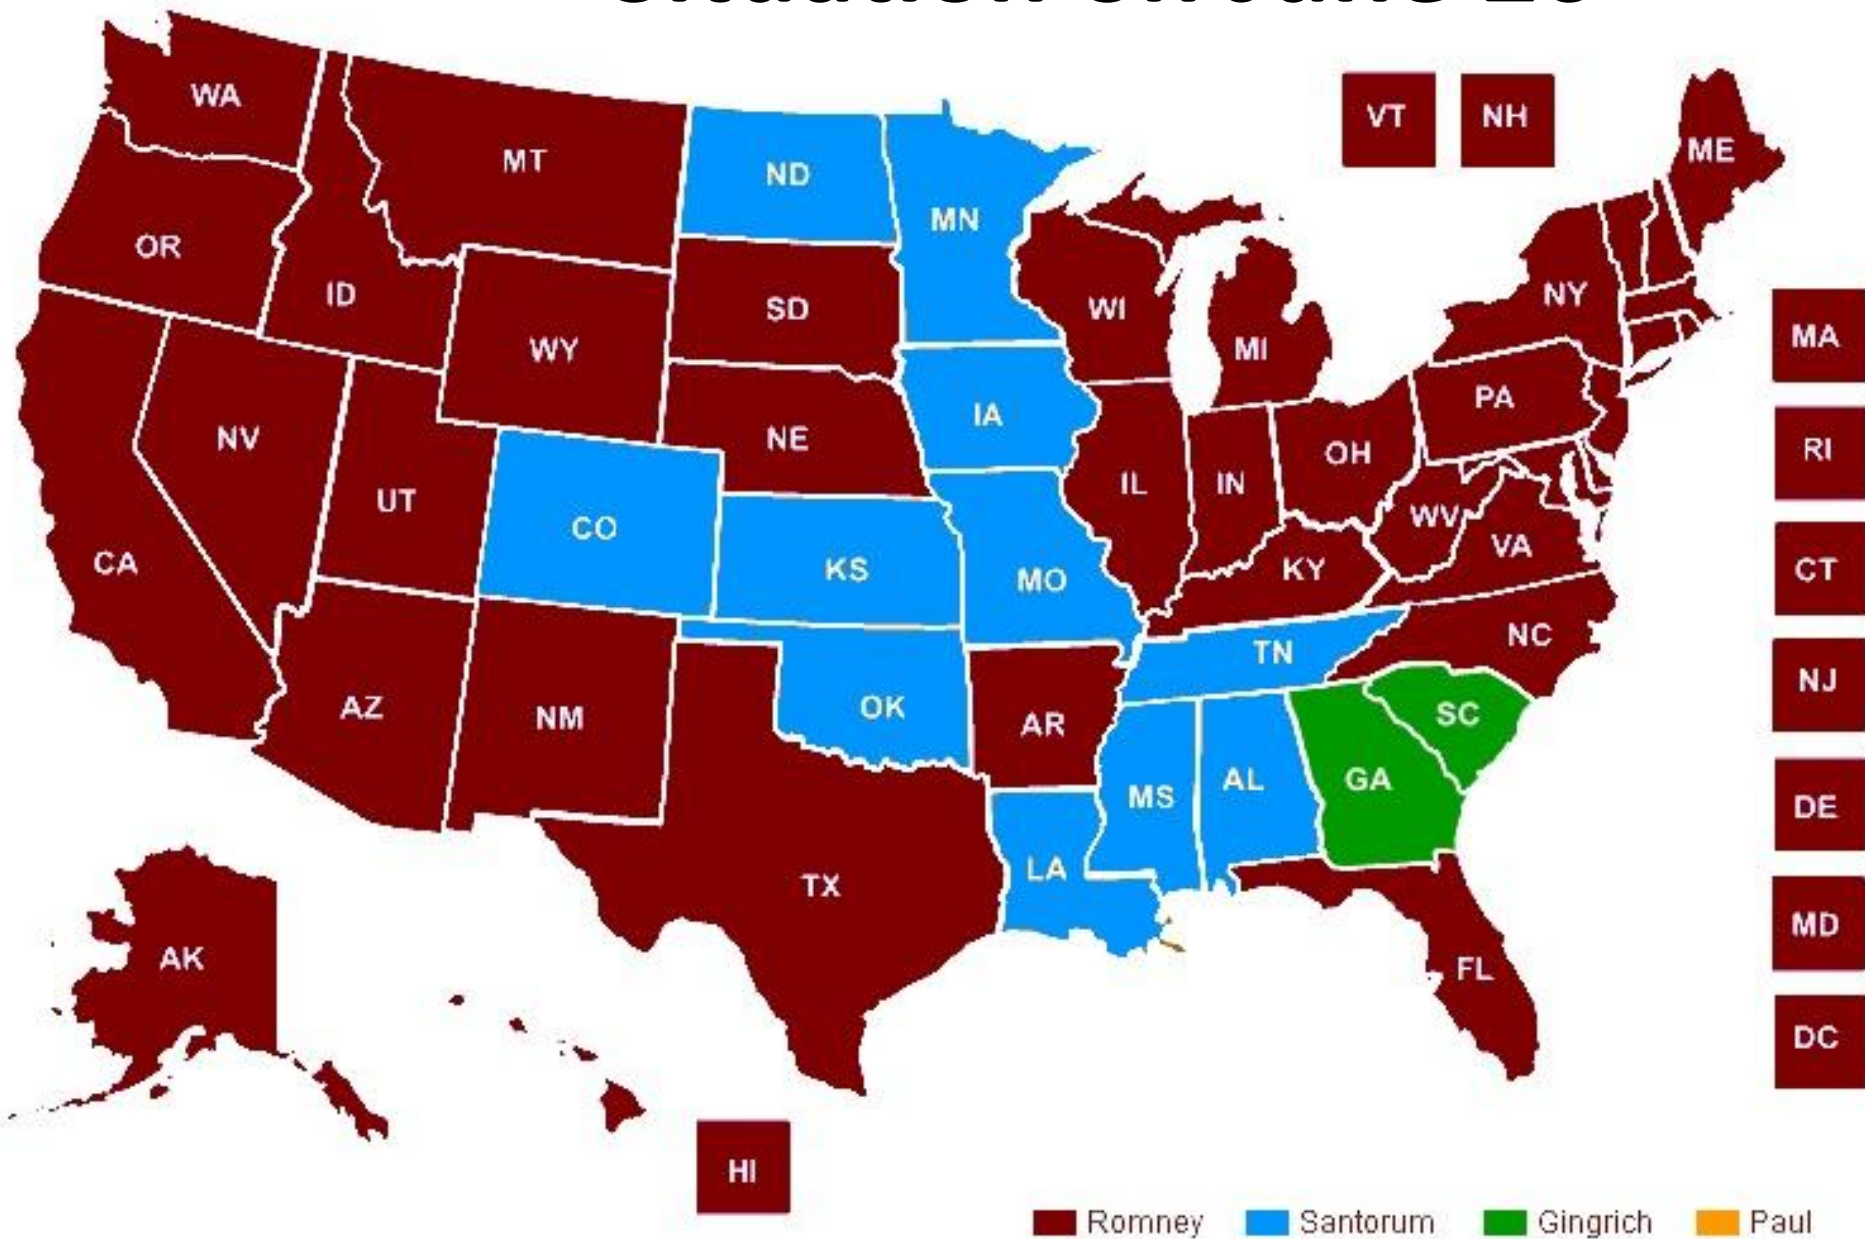 WA
VT NH
ME
MT
ND
MN
OR
ID
SD
WI
NY
MI
WY
MA
PA
IA
NV
NE
OH
RI
UT
IL
IN
CO
WV
VA
CA
KS
MO
KY
CT
NC
TN
AZ
NM
OK
AR
SC
NJ
MS
AL
GA
DE
LA
TX
MD
AK
FL
DC
HI
Romney Santorum Gingrich Paul